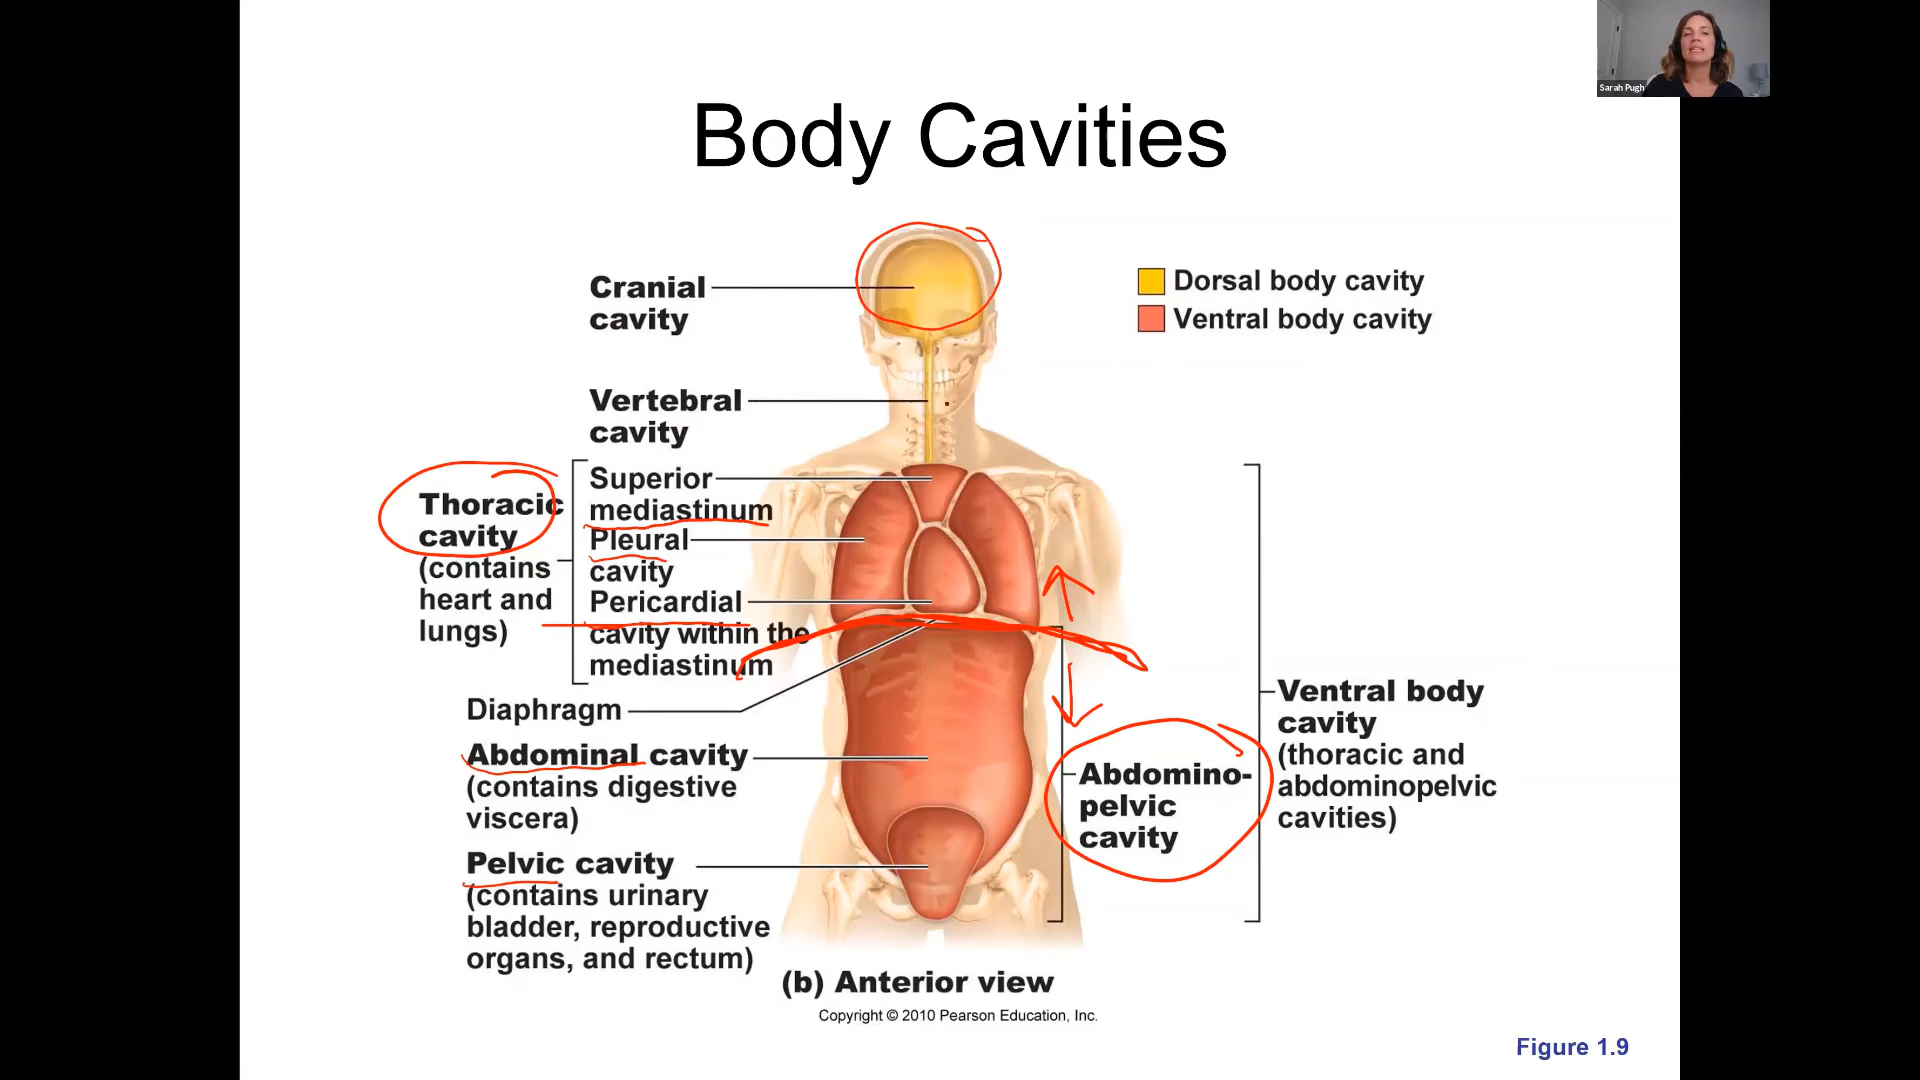 Sarah Pugh
Body Cavities
Cranial
cavity
Dorsal body cavity
Ventral body cavity
Vertebral
cavity
Thoracic
cavity
(contains
heart and
lungs)
Superior
mediastinum
Pleural
cavity
Pericardial
cavity within the
mediastinum
Diaphragm
Abdominal cavity
(contains digestive
viscera)
Pelvic cavity
(contains urinary
bladder, reproductive
organs, and rectum)
Abdomino-
pelvic
cavity
Ventral body
cavity
(thoracic and
abdominopelvic
cavities)
(b) Anterior view
Copyright © 2010 Pearson Education, Inc.
Figure 1.9